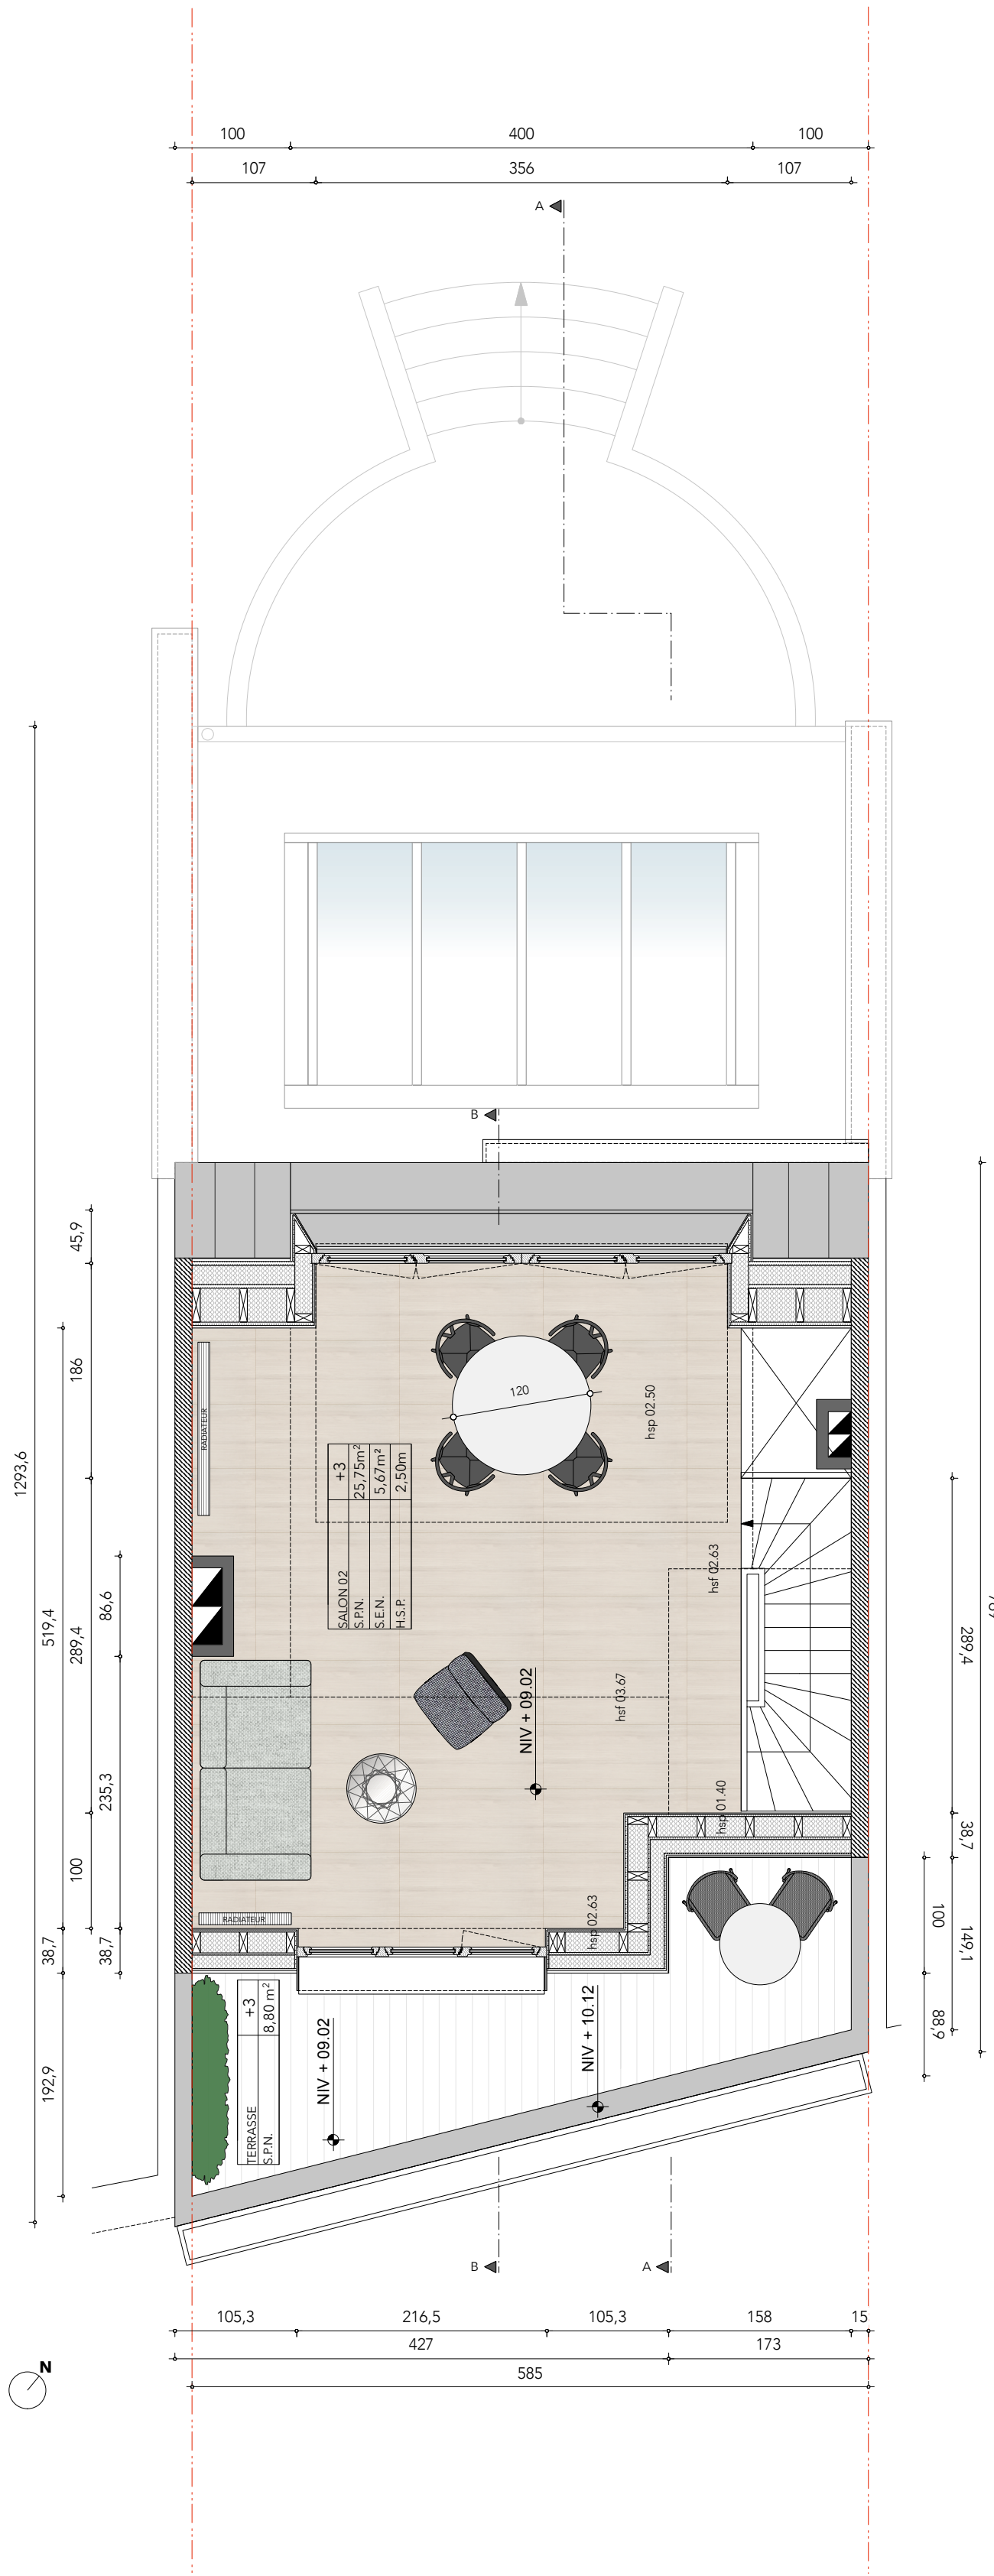 100
400
100
107
356
107
A
B
45,9
186
1293,6
519,4
289,4
86,6
235,3
100
38,7
38,7
192,9
RADIATEUR
120
hsp 02.50
SALON 02 +3
S.P.N. 25,75m²
S.E.N. 5,67m²
H.S.P. 2,50m
hsf 02.63
hsf 03.67
NIV + 09.02
hsp 01.40
hsp 02.63
RADIATEUR
289,4
38,7
100
149,1
88,9
TERRASSE +3
S.P.N. 8,80 m²
NIV + 09.02
NIV + 10.12
B
A
105,3
216,5
105,3
158
15
427
173
585
N